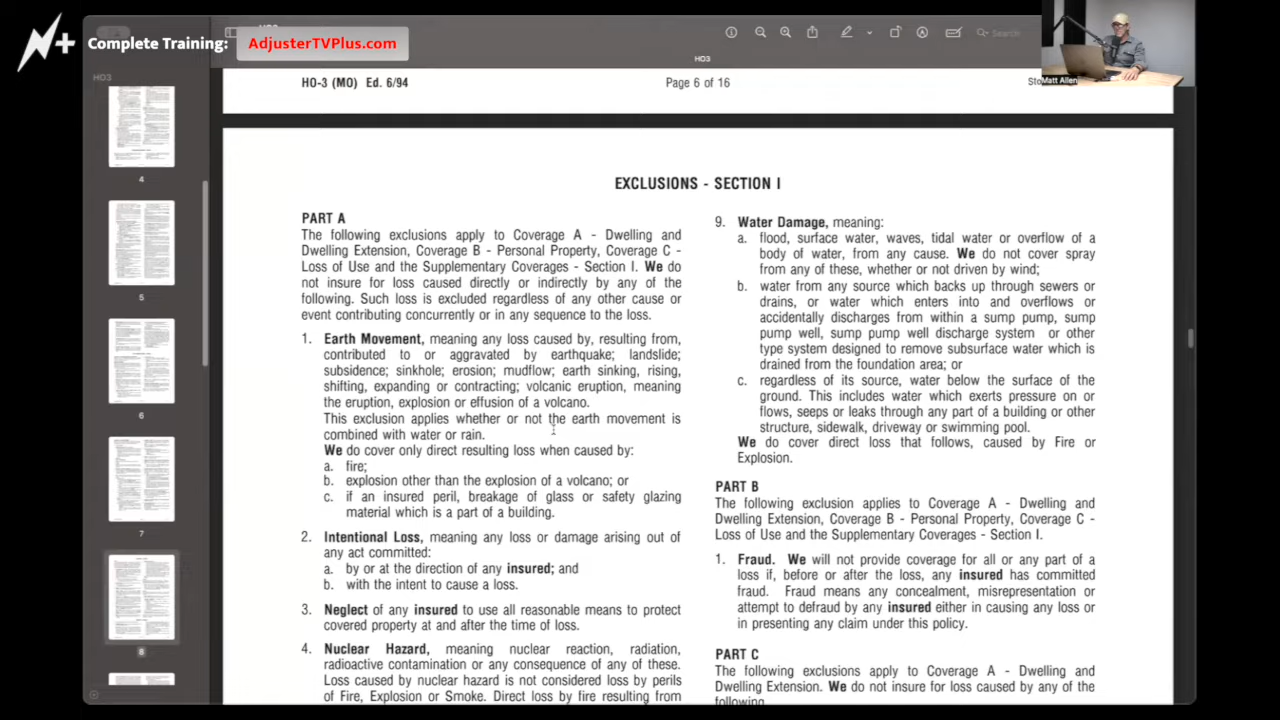 Complete Training:
AdjusterTVPlus.com
HO3
Search
Matt Allen
HO3
4
5
6
7
8
HO-3 (MO) Ed. 6/94
Page 6 of 16
EXCLUSIONS - SECTION I
PART A
The following exclusions apply to Coverage A - Dwelling and
Dwelling Extension, Coverage B - Personal Property, Coverage C -
Loss of Use and the Supplementary Coverages - Section I. We do
not insure for loss caused directly or indirectly by any of the
following. Such loss is excluded regardless of any other cause or
event contributing concurrently or in any sequence to the loss.
1. Earth Movement, meaning any loss caused by, resulting from,
contributed to or aggravated by earthquake; landslide;
subsidence; sinkhole; erosion; mudflow; earth sinking, rising,
shifting, expanding or contracting; volcanic eruption, meaning
the eruption, explosion or effusion of a volcano.
This exclusion applies whether or not the earth movement is
combined with water or rain.
We do cover only direct resulting loss when caused by:
a. fire;
b. explosion other than the explosion of a volcano; or
c. if an insured peril, breakage of glass or safety glazing
material which is a part of a building.
2. Intentional Loss, meaning any loss or damage arising out of
any act committed:
a. by or at the direction of any insured; and
b. with the intent to cause a loss.
3. Neglect of any insured to use all reasonable means to protect
covered property at and after the time of loss.
4. Nuclear Hazard, meaning nuclear reaction, radiation,
radioactive contamination or any consequence of any of these.
Loss caused by nuclear hazard is not considered loss by perils
of Fire, Explosion or Smoke. Direct loss by fire resulting from
9. Water Damage, meaning:
a. flood, surface water, waves, tidal water or overflow of a
body of water, from any cause. We do not cover spray
from any of these, whether or not driven by wind;
b. water from any source which backs up through sewers or
drains, or water which enters into and overflows or
accidentally discharges from within a sump pump, sump
pump well, sump pump well discharge system or other
type system designed to remove subsurface water which is
drained from the foundation area; or
c. regardless of its source, water below the surface of the
ground. This includes water which exerts pressure on or
flows, seeps or leaks through any part of a building or other
structure, sidewalk, driveway or swimming pool.
We do cover direct loss that follows, caused by Fire or
Explosion.
PART B
The following exclusion applies to Coverage A - Dwelling and
Dwelling Extension, Coverage B - Personal Property, Coverage C -
Loss of Use and the Supplementary Coverages - Section I.
1. Fraud. We will not provide coverage for all or any part of a
loss if, before or after the loss, any insured has committed
fraud. Fraud is any concealment, misrepresentation or
attempt to defraud by any insured either in causing any loss or
in presenting any claim under this policy.
PART C
The following exclusions apply to Coverage A - Dwelling and
Dwelling Extension. We do not insure for loss caused by any of the
following